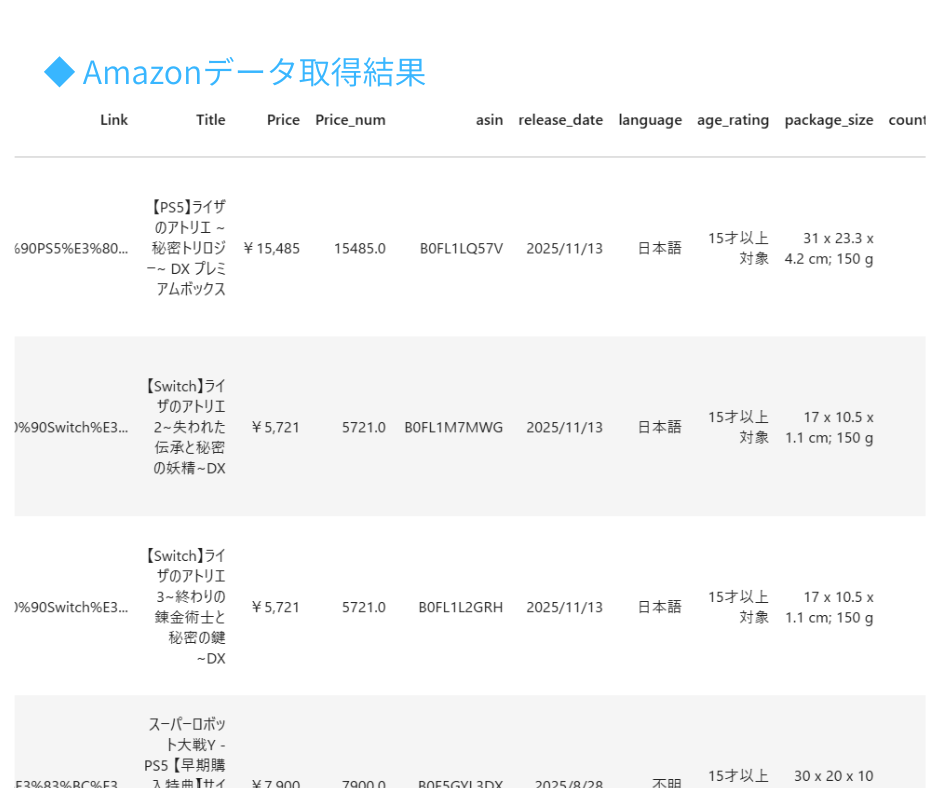 ◆ Amazonデータ取得結果
Link Title Price Price_num asin release_date language age_rating package_size count
%90PS5%E3%80... 【PS5】ライザのアトリエ ~秘密トリロジー~ DX プレミアムボックス ￥15,485 15485.0 B0FL1LQ57V 2025/11/13 日本語 15才以上対象 31 x 23.3 x 4.2 cm; 150 g
0%90Switch%E3... 【Switch】ライザのアトリエ2~失われた伝承と秘密の妖精~DX ￥5,721 5721.0 B0FL1M7MWG 2025/11/13 日本語 15才以上対象 17 x 10.5 x 1.1 cm; 150 g
0%90Switch%E3... 【Switch】ライザのアトリエ3~終わりの錬金術士と秘密の鍵~DX ￥5,721 5721.0 B0FL1L2GRH 2025/11/13 日本語 15才以上対象 17 x 10.5 x 1.1 cm; 150 g
E3%83%BC%E3... スーパーロボット大戦Y - PS5 【早期購入特典】サイ ￥7,900 7900.0 B0F5GYL3DX 2025/8/28 不明 15才以上 30 x 20 x 10